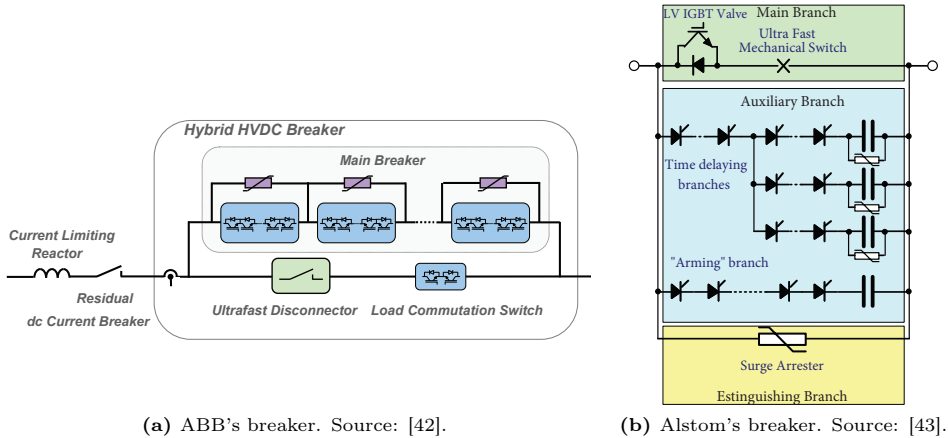 Hybrid HVDC Breaker
Main Breaker
Current Limiting
Reactor
Residual
dc Current Breaker
Ultrafast Disconnector
Load Commutation Switch
(a) ABB's breaker. Source: [42].
LV IGBT Valve
Main Branch
Ultra Fast
Mechanical Switch
Auxiliary Branch
Time delaying
branches
"Arming" branch
Surge Arrester
Estinguishing Branch
(b) Alstom's breaker. Source: [43].